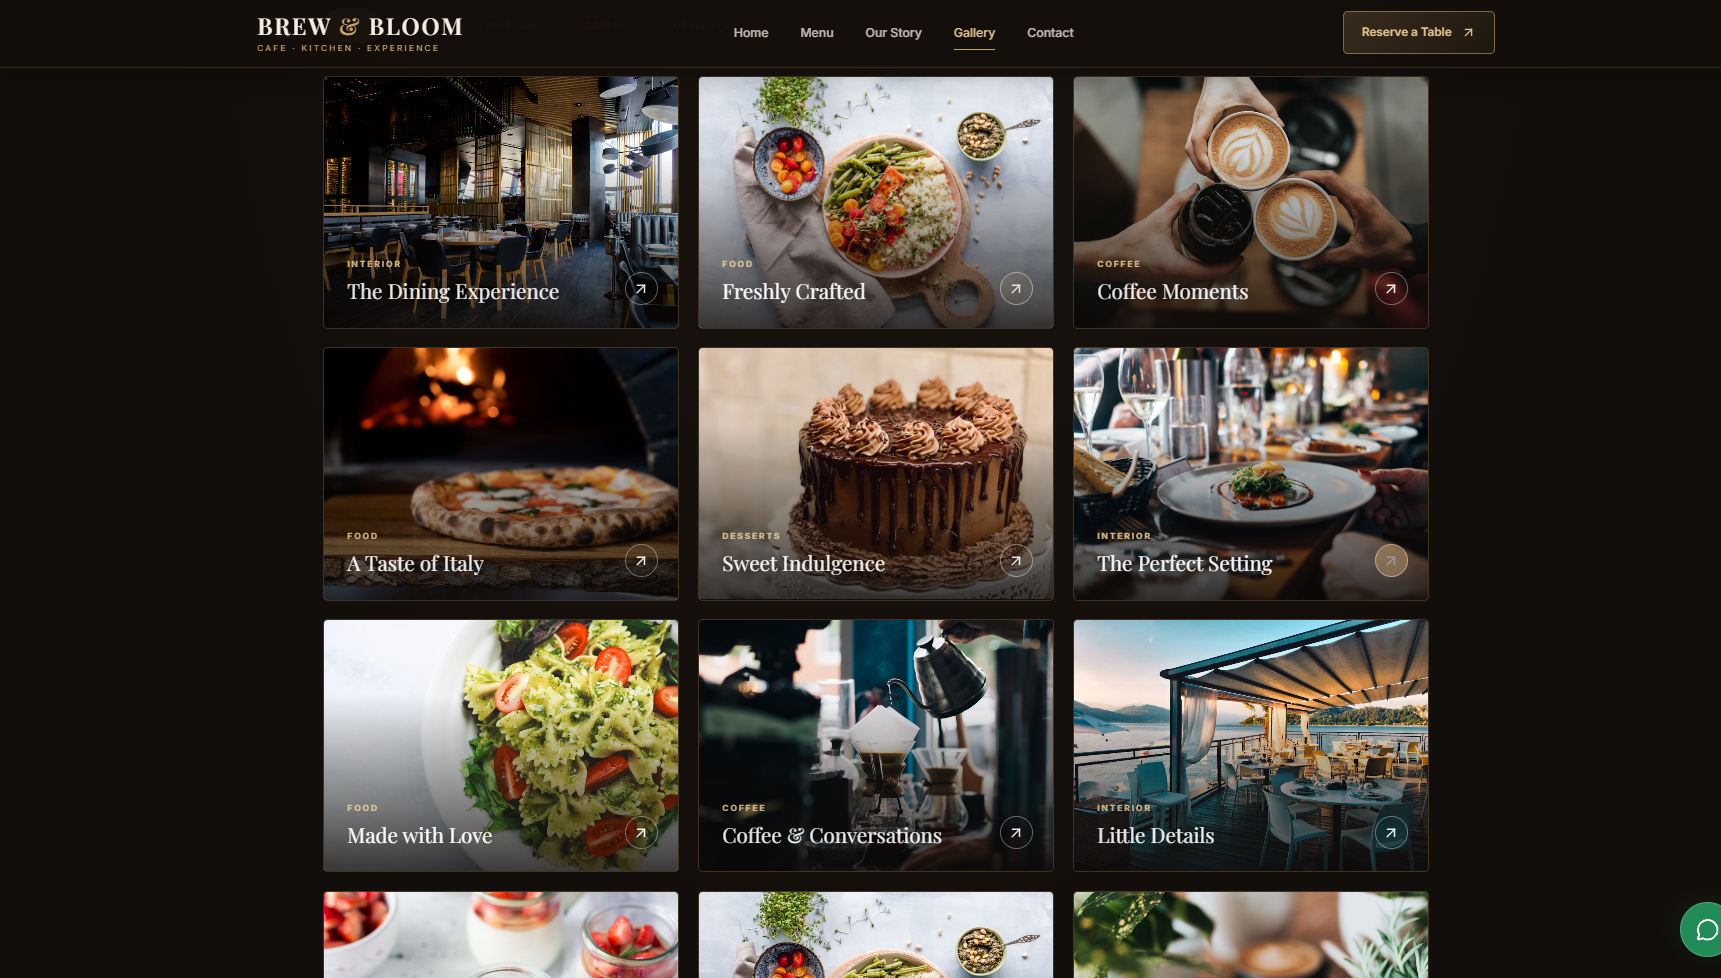 BREW & BLOOM
CAFE · KITCHEN · EXPERIENCE
Home
Menu
Our Story
Gallery
Contact
Reserve a Table
INTERIOR
The Dining Experience
FOOD
Freshly Crafted
COFFEE
Coffee Moments
FOOD
A Taste of Italy
DESSERTS
Sweet Indulgence
INTERIOR
The Perfect Setting
FOOD
Made with Love
COFFEE
Coffee & Conversations
INTERIOR
Little Details